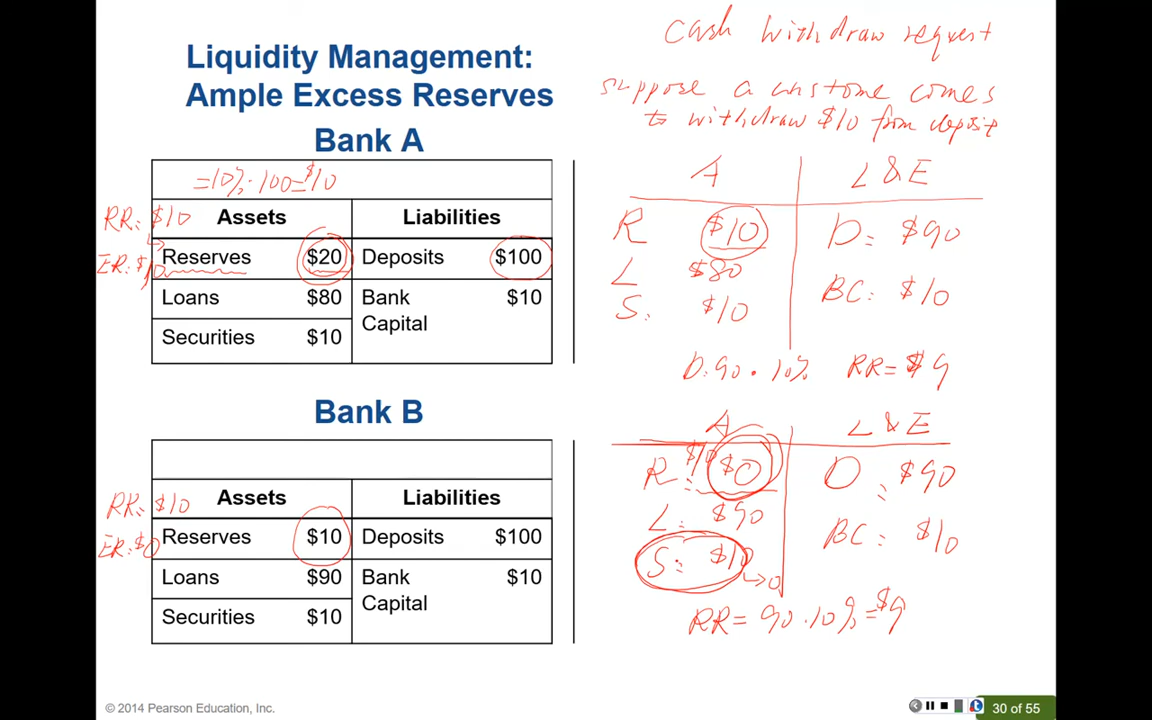 cash withdraw request
Liquidity Management:
Ample Excess Reserves
suppose a custome comes
to withdraw $10 from deposit
Bank A
=10%·100=$10
A L & E
RR: $10 Assets Liabilities
R $10 D: $90
ER: $10 Reserves $20 Deposits $100
L $80
Loans $80 Bank Capital $10
BC: $10
S: $10
Securities $10
D: 90 · 10% RR= $9
Bank B
A L & E
R: $10 $0 D: $90
RR: $10 Assets Liabilities
L: $90
ER: $0 Reserves $10 Deposits $100
BC: $10
S: $10 → 0
Loans $90 Bank Capital $10
Securities $10
RR= 90·10%=$9
© 2014 Pearson Education, Inc.
30 of 55